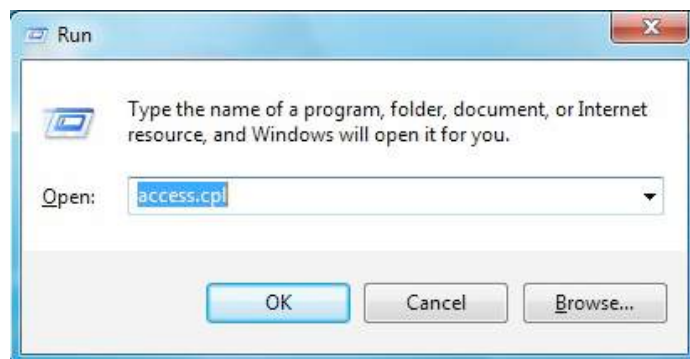 Run
Type the name of a program, folder, document, or Internet
resource, and Windows will open it for you.
Open: access.cpl
OK Cancel Browse...